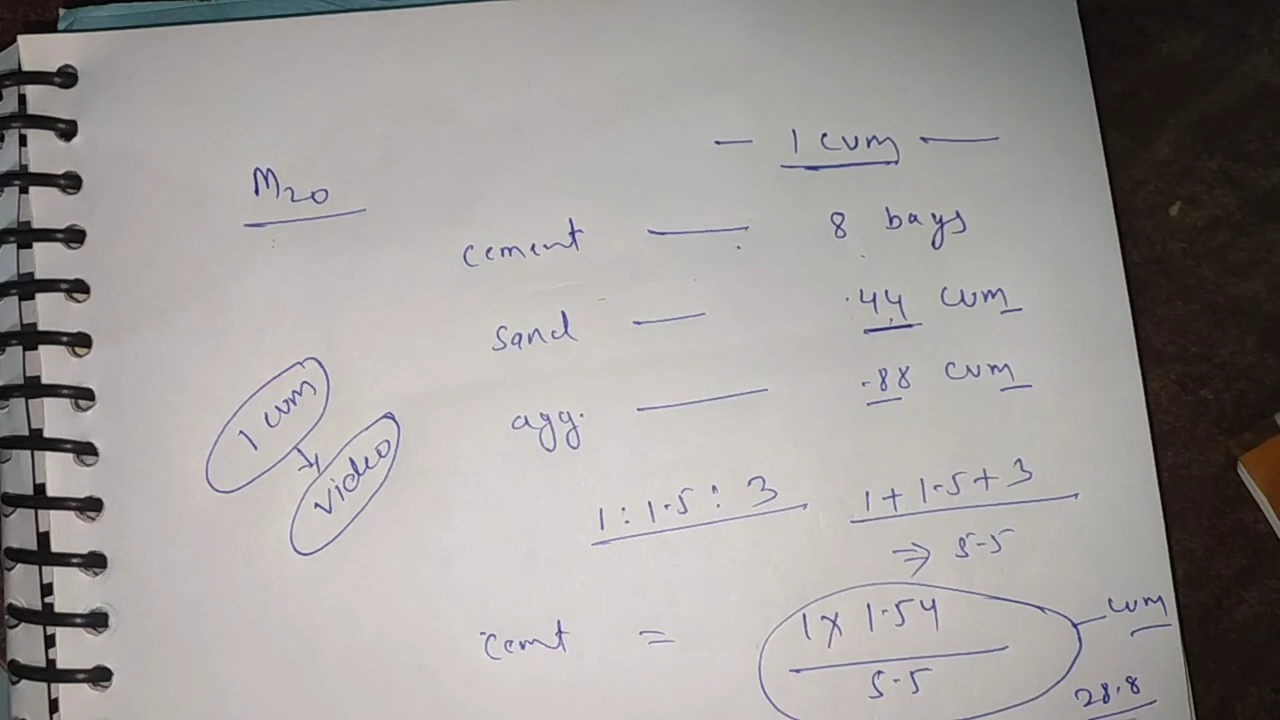 — 1 cum —
M20
cement — 8 bags
sand — .44 cum
agg. — .88 cum
1 cum
video
1 : 1.5 : 3 1 + 1.5 + 3
⇒ 5.5
cemt = 1 X 1.54 cum
5.5
28.8